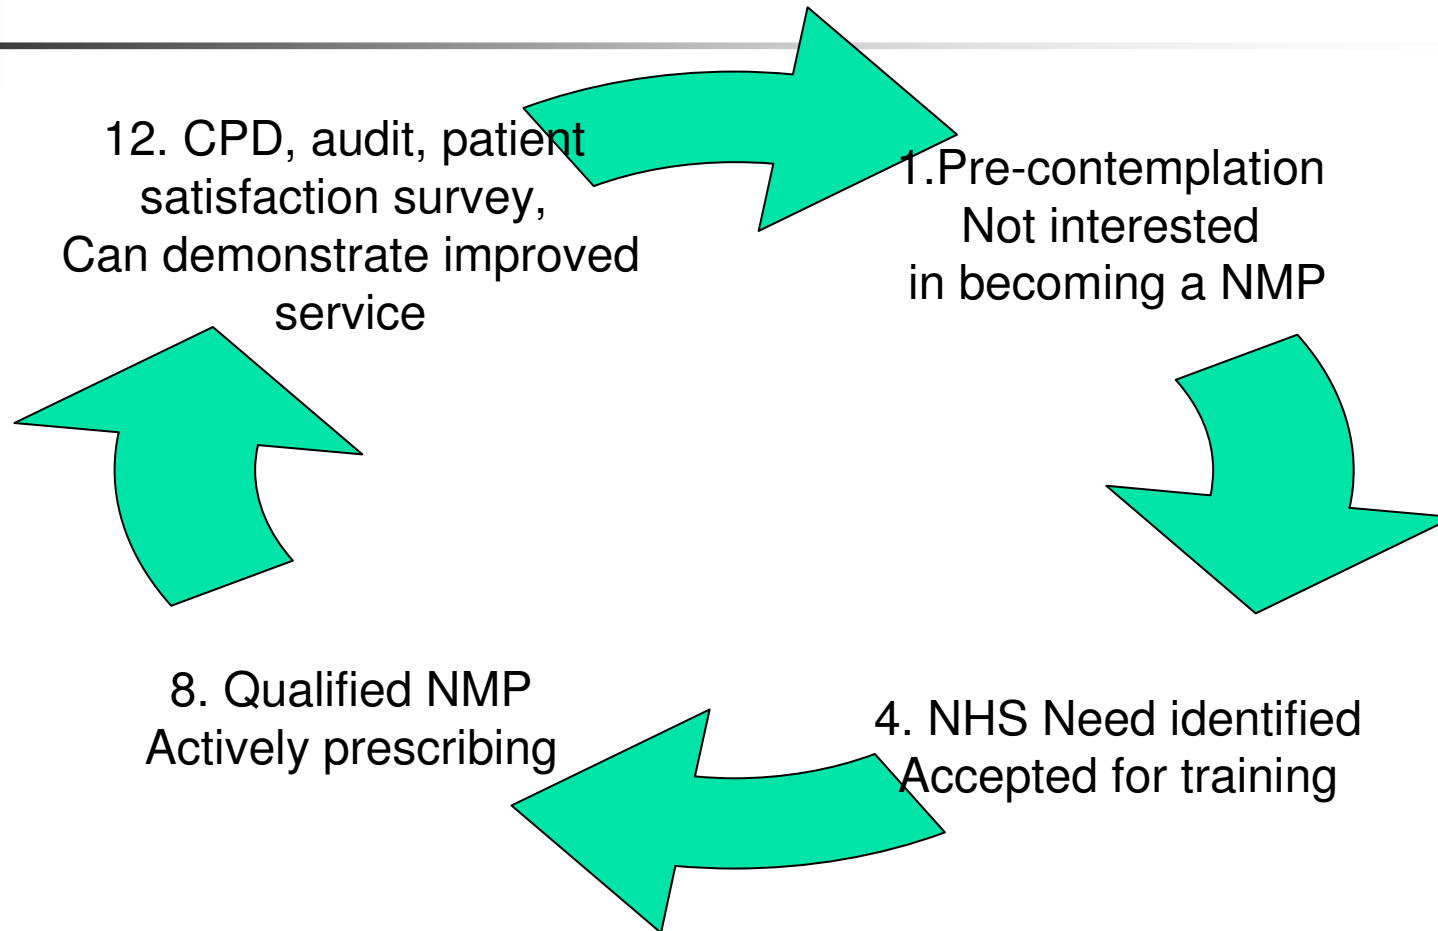 12. CPD, audit, patient
satisfaction survey,
Can demonstrate improved
service
1.Pre-contemplation
Not interested
in becoming a NMP
8. Qualified NMP
Actively prescribing
4. NHS Need identified
Accepted for training